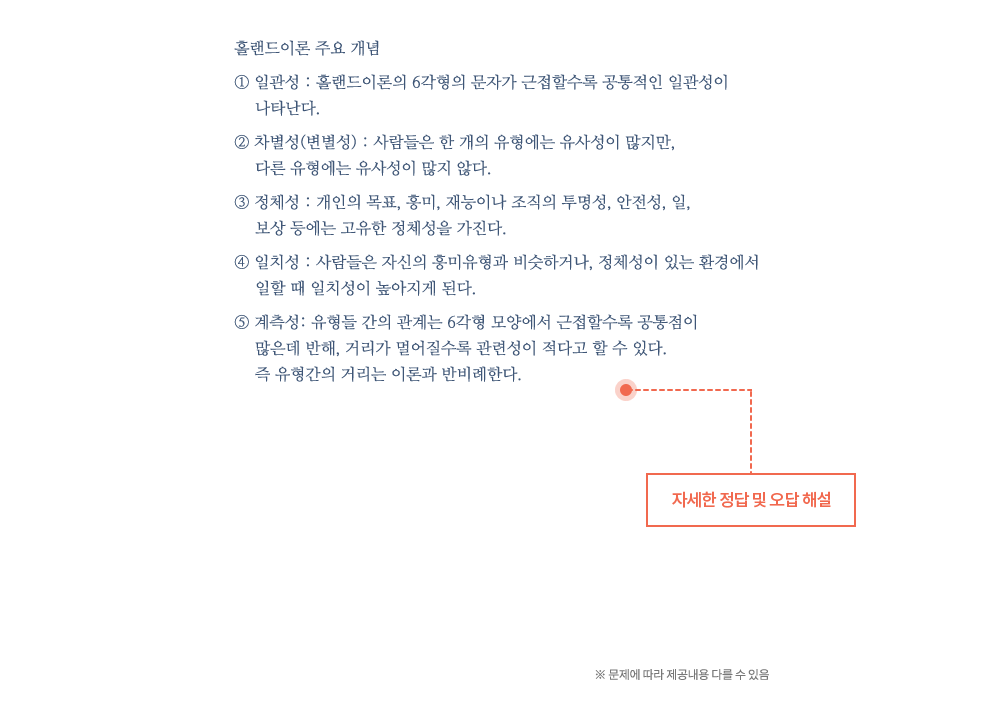 홀랜드이론 주요 개념
① 일관성 : 홀랜드이론의 6각형의 문자가 근접할수록 공통적인 일관성이
나타난다.
② 차별성(변별성) : 사람들은 한 개의 유형에는 유사성이 많지만,
다른 유형에는 유사성이 많지 않다.
③ 정체성 : 개인의 목표, 흥미, 재능이나 조직의 투명성, 안전성, 일,
보상 등에는 고유한 정체성을 가진다.
④ 일치성 : 사람들은 자신의 흥미유형과 비슷하거나, 정체성이 있는 환경에서
일할 때 일치성이 높아지게 된다.
⑤ 계측성: 유형들 간의 관계는 6각형 모양에서 근접할수록 공통점이
많은데 반해, 거리가 멀어질수록 관련성이 적다고 할 수 있다.
즉 유형간의 거리는 이론과 반비례한다.
자세한 정답 및 오답 해설
※ 문제에 따라 제공내용 다를 수 있음